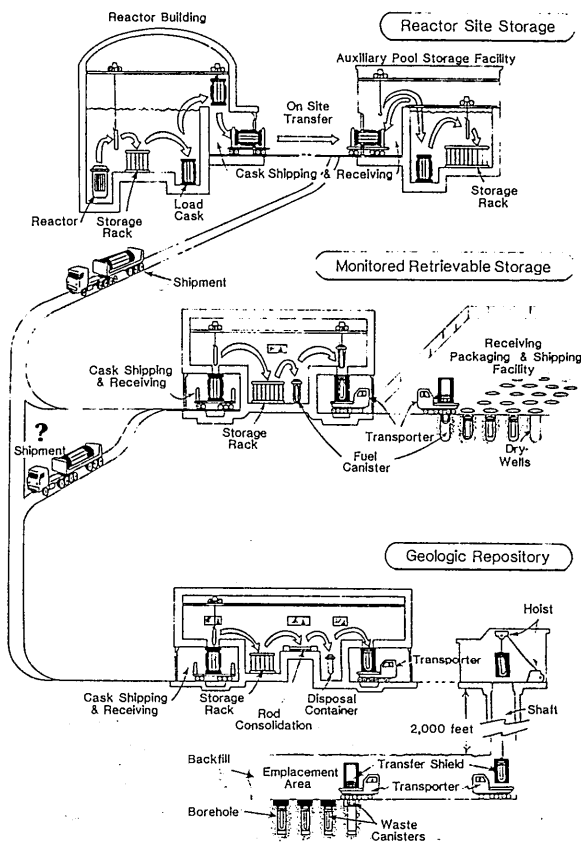 Reactor Building
Reactor Site Storage
Auxiliary Pool Storage Facility
On Site
Transfer
Cask Shipping & Receiving
Reactor
Storage
Rack
Load
Cask
Storage
Rack
Shipment
Monitored Retrievable Storage
Receiving
Packaging & Shipping
Facility
Cask Shipping
& Receiving
Storage
Rack
Transporter
Fuel
Canister
Dry-
Wells
?
Shipment
Geologic Repository
Hoist
Cask Shipping
& Receiving
Storage
Rack
Rod
Consolidation
Disposal
Container
Transporter
Shaft
2,000 feet
Backfill
Emplacement
Area
Transfer Shield
Transporter
Borehole
Waste
Canisters